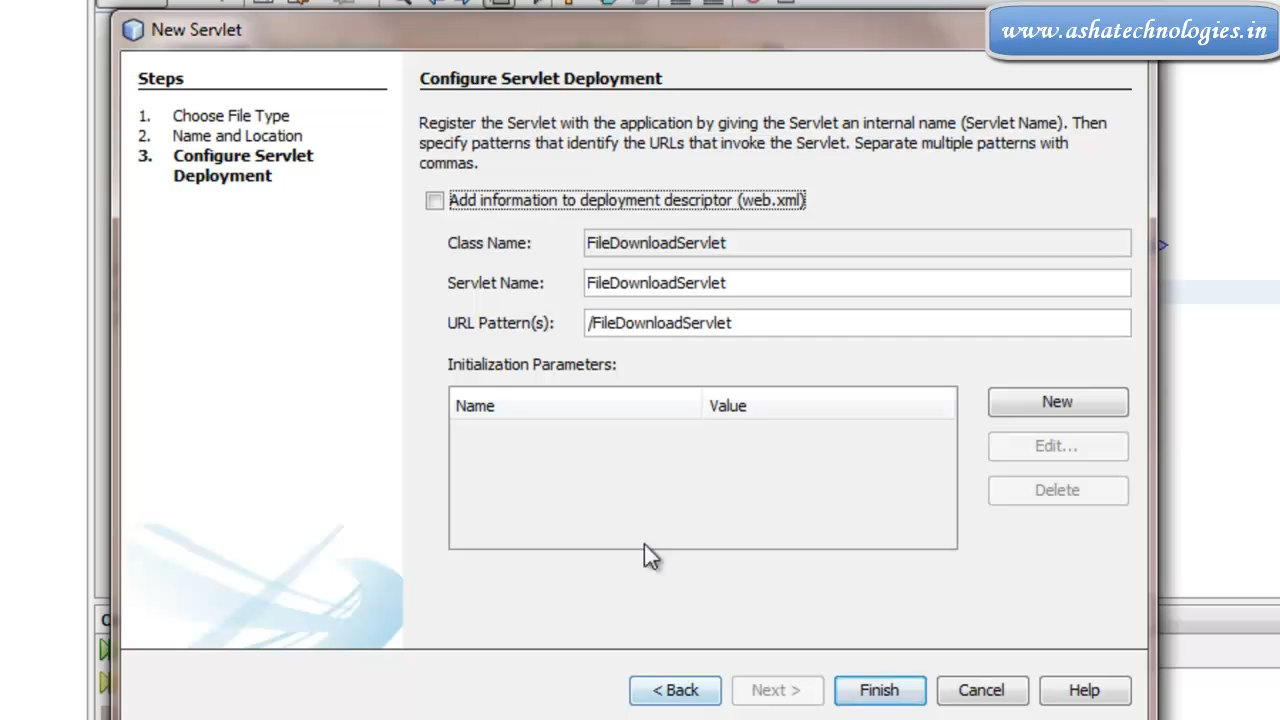 www.ashatechnologies.in
New Servlet
Steps
1. Choose File Type
2. Name and Location
3. Configure Servlet
Deployment
Configure Servlet Deployment
Register the Servlet with the application by giving the Servlet an internal name (Servlet Name). Then
specify patterns that identify the URLs that invoke the Servlet. Separate multiple patterns with
commas.
Add information to deployment descriptor (web.xml)
Class Name: FileDownloadServlet
Servlet Name: FileDownloadServlet
URL Pattern(s): /FileDownloadServlet
Initialization Parameters:
Name Value
New
Edit...
Delete
< Back Next > Finish Cancel Help